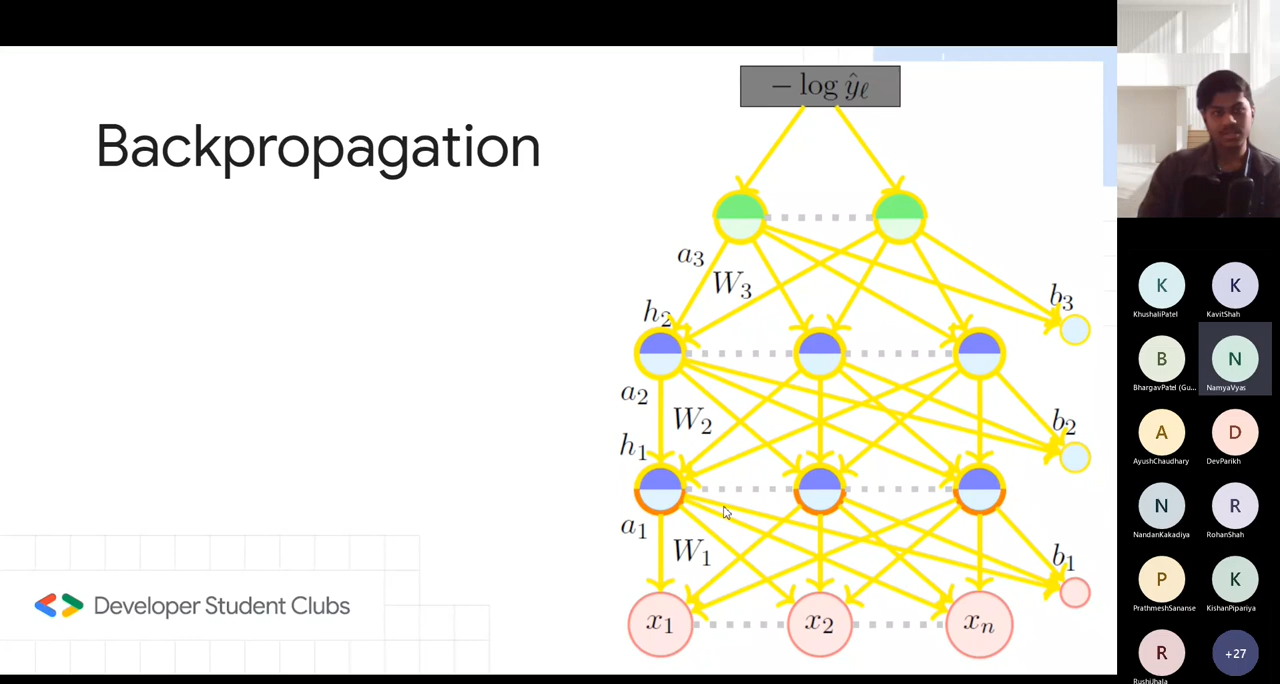 Backpropagation
− log ŷℓ
a₃
W₃
b₃
h₂
a₂
W₂
b₂
h₁
a₁
W₁
b₁
x₁ x₂ xₙ
Developer Student Clubs
K K
KhushaliPatel KavitShah
B N
BhargavPatel (Gu... NamyaVyas
A D
AyushChaudhary DevParikh
N R
NandanKakadiya RohanShah
P K
PrathmeshSananse KishanPipariya
R +27
RushiJhala